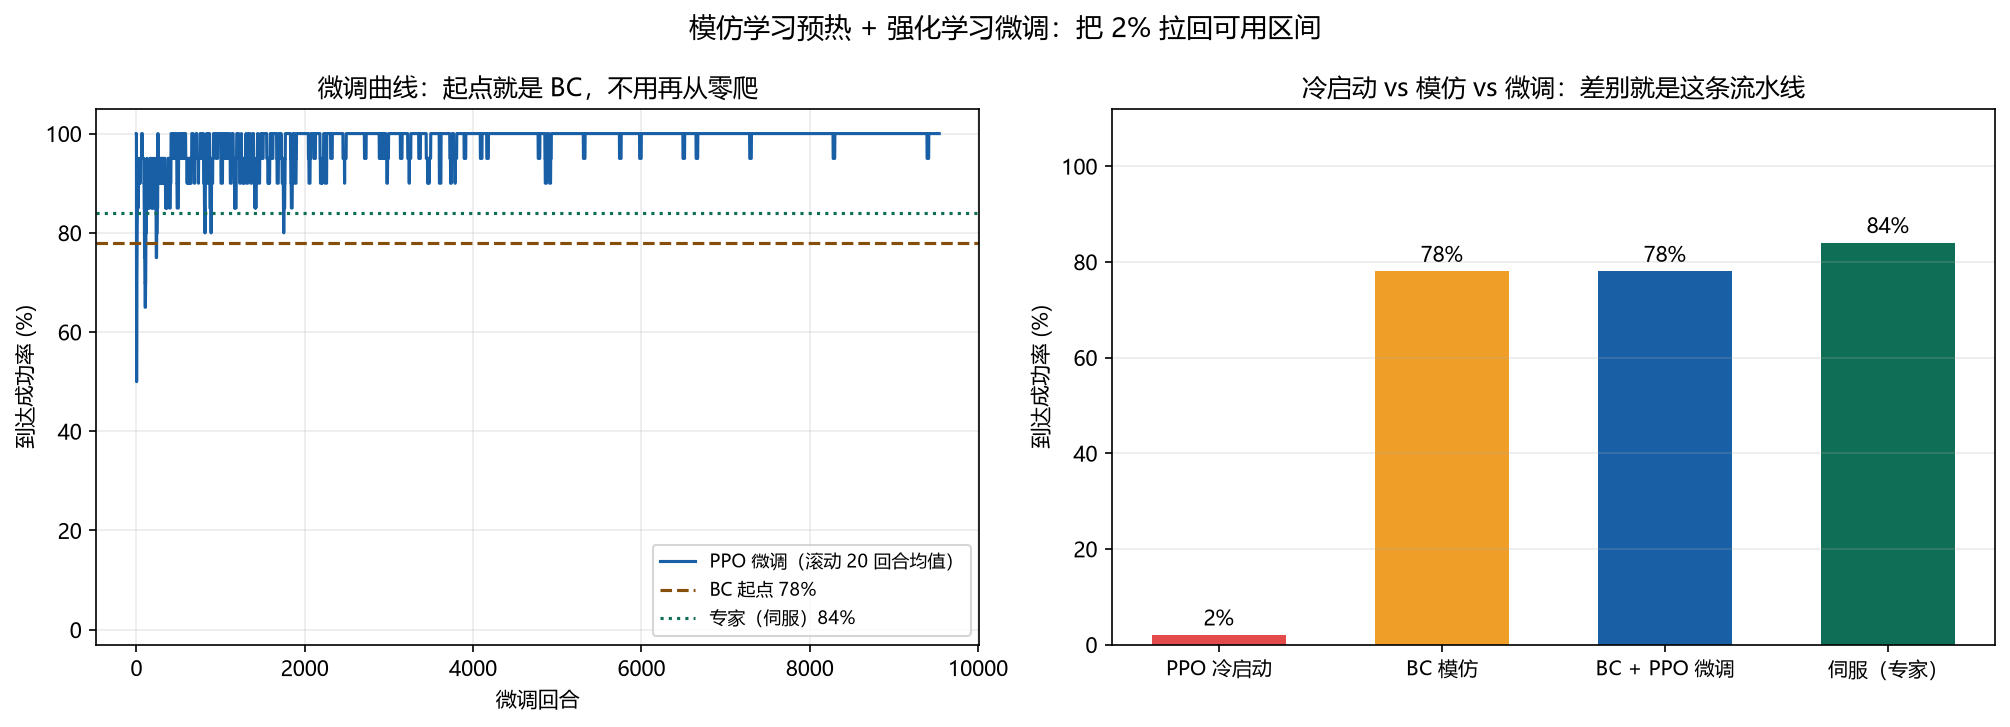 模仿学习预热 + 强化学习微调：把 2% 拉回可用区间
微调曲线：起点就是 BC，不用再从零爬
到达成功率 (%)
100
80
60
40
20
0
0
2000
4000
6000
8000
10000
微调回合
PPO 微调（滚动 20 回合均值）
BC 起点 78%
专家（伺服）84%
冷启动 vs 模仿 vs 微调：差别就是这条流水线
到达成功率 (%)
100
80
60
40
20
0
2%
78%
78%
84%
PPO 冷启动
BC 模仿
BC + PPO 微调
伺服（专家）